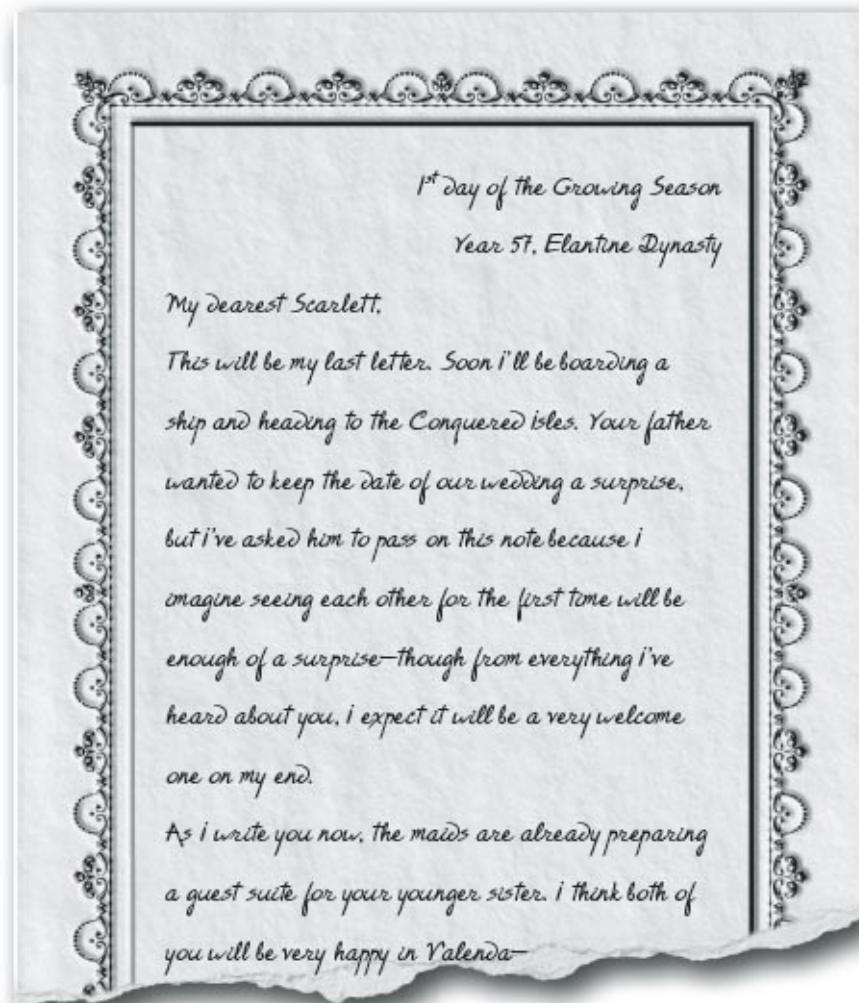 1st day of the Growing Season
Year 57, Elantine Dynasty
My dearest Scarlett,
This will be my last letter. Soon i'll be boarding a
ship and heading to the Conquered isles. Your father
wanted to keep the date of our wedding a surprise,
but i've asked him to pass on this note because i
imagine seeing each other for the first time will be
enough of a surprise—though from everything i've
heard about you, i expect it will be a very welcome
one on my end.
As i write you now, the maids are already preparing
a guest suite for your younger sister. i think both of
you will be very happy in Valenda—